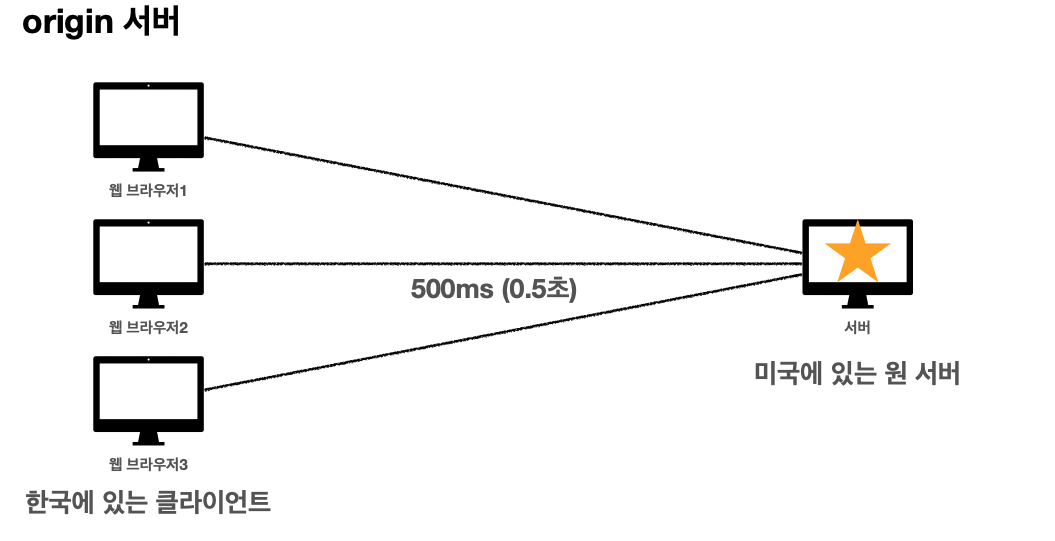 origin 서버
웹 브라우저1
웹 브라우저2
500ms (0.5초)
서버
미국에 있는 원 서버
웹 브라우저3
한국에 있는 클라이언트